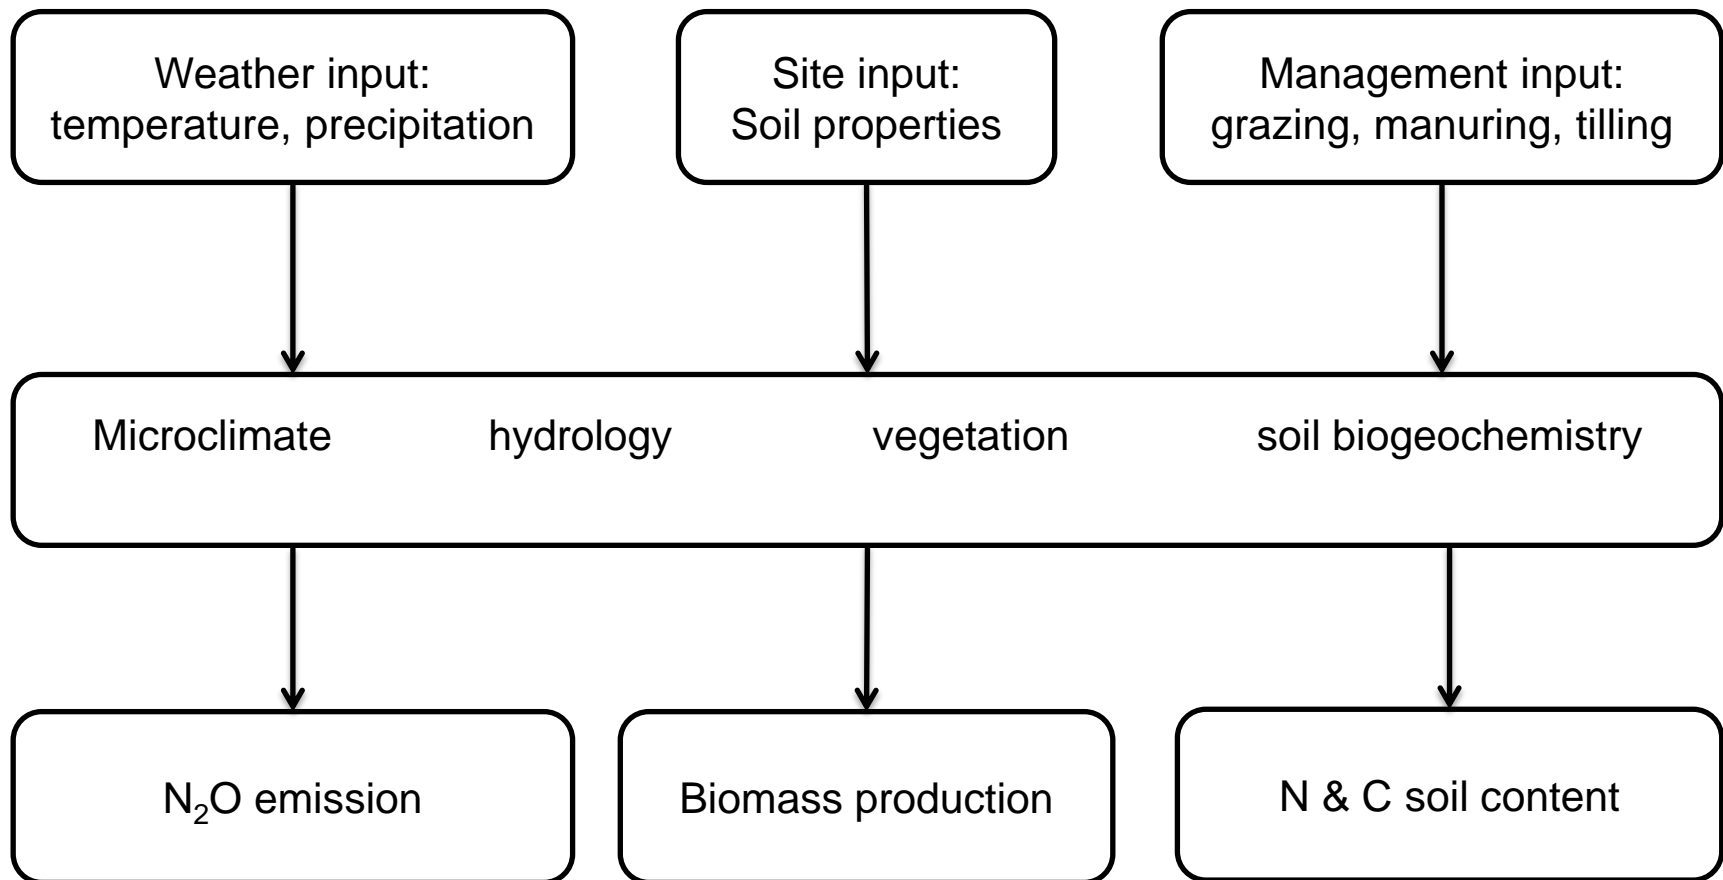 Weather input:
temperature, precipitation
Site input:
Soil properties
Management input:
grazing, manuring, tilling
Microclimate hydrology vegetation soil biogeochemistry
N₂O emission
Biomass production
N & C soil content